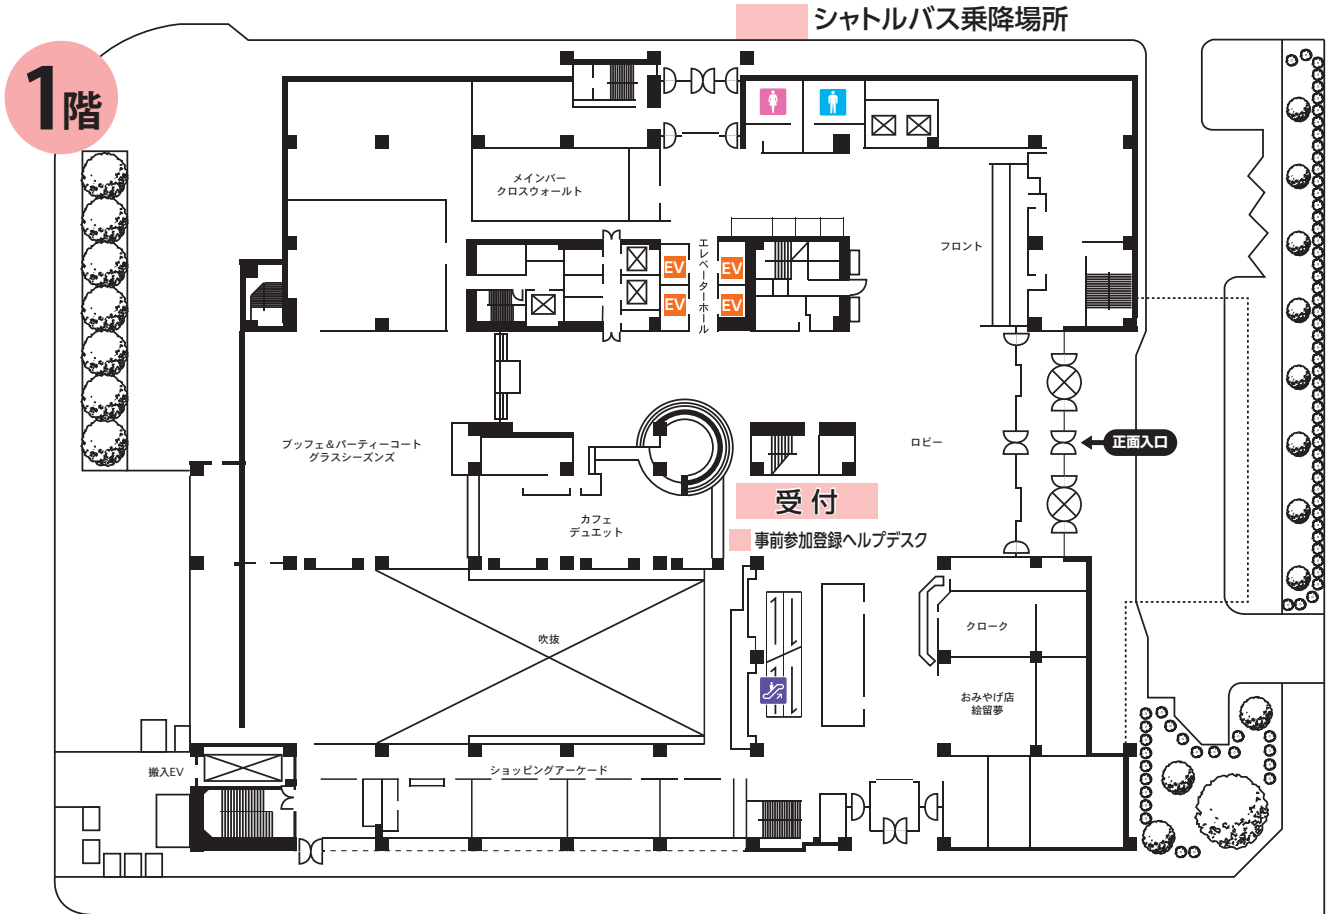 シャトルバス乗降場所
1階
メインバー
クロスウォールト
エレベーターホール
EV
EV
EV
EV
フロント
ブッフェ＆パーティーコート
グラスシーズンズ
ロビー
正面入口
受付
カフェ
デュエット
事前参加登録ヘルプデスク
吹抜
クローク
おみやげ店
絵留夢
搬入EV
ショッピングアーケード